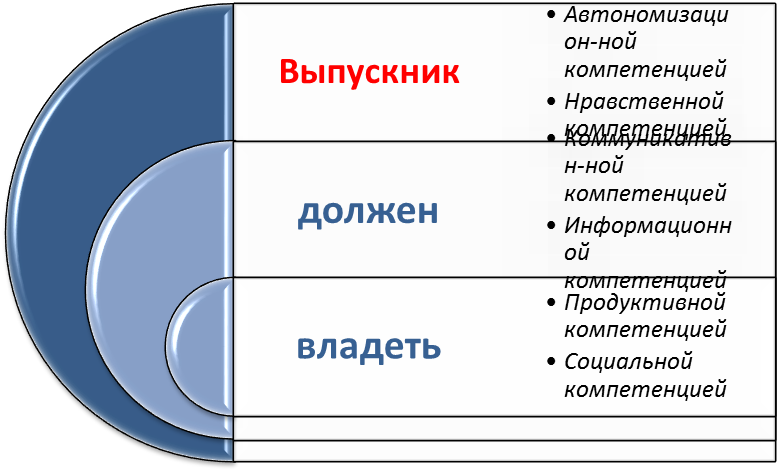 Выпускник
• Автономизаци
он-ной
компетенцией
• Нравственной
компетенцией
должен
• Коммуникатив
н-ной
компетенцией
• Информационн
ой
компетенцией
владеть
• Продуктивной
компетенцией
• Социальной
компетенцией